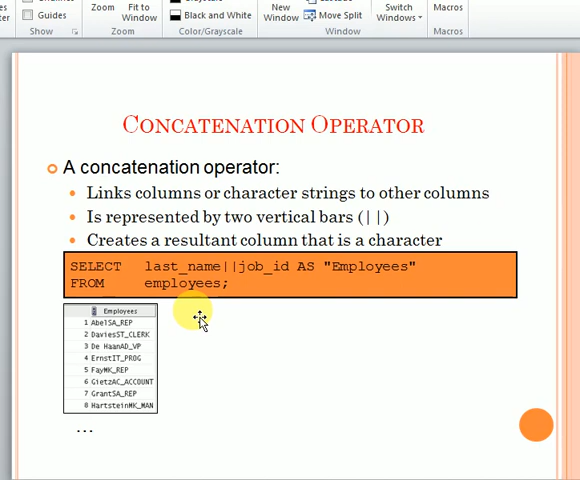 Guides
Show
Zoom
Fit to
Window
Zoom
Black and White
Color/Grayscale
New
Window
Move Split
Switch
Windows
Window
Macros
Macros
CONCATENATION OPERATOR
A concatenation operator:
Links columns or character strings to other columns
Is represented by two vertical bars (||)
Creates a resultant column that is a character
SELECT last_name||job_id AS "Employees"
FROM employees;
Employees
1 AbelSA_REP
2 DaviesST_CLERK
3 De HaanAD_VP
4 ErnstIT_PROG
5 FayMK_REP
6 GietzAC_ACCOUNT
7 GrantSA_REP
8 HartsteinMK_MAN
…